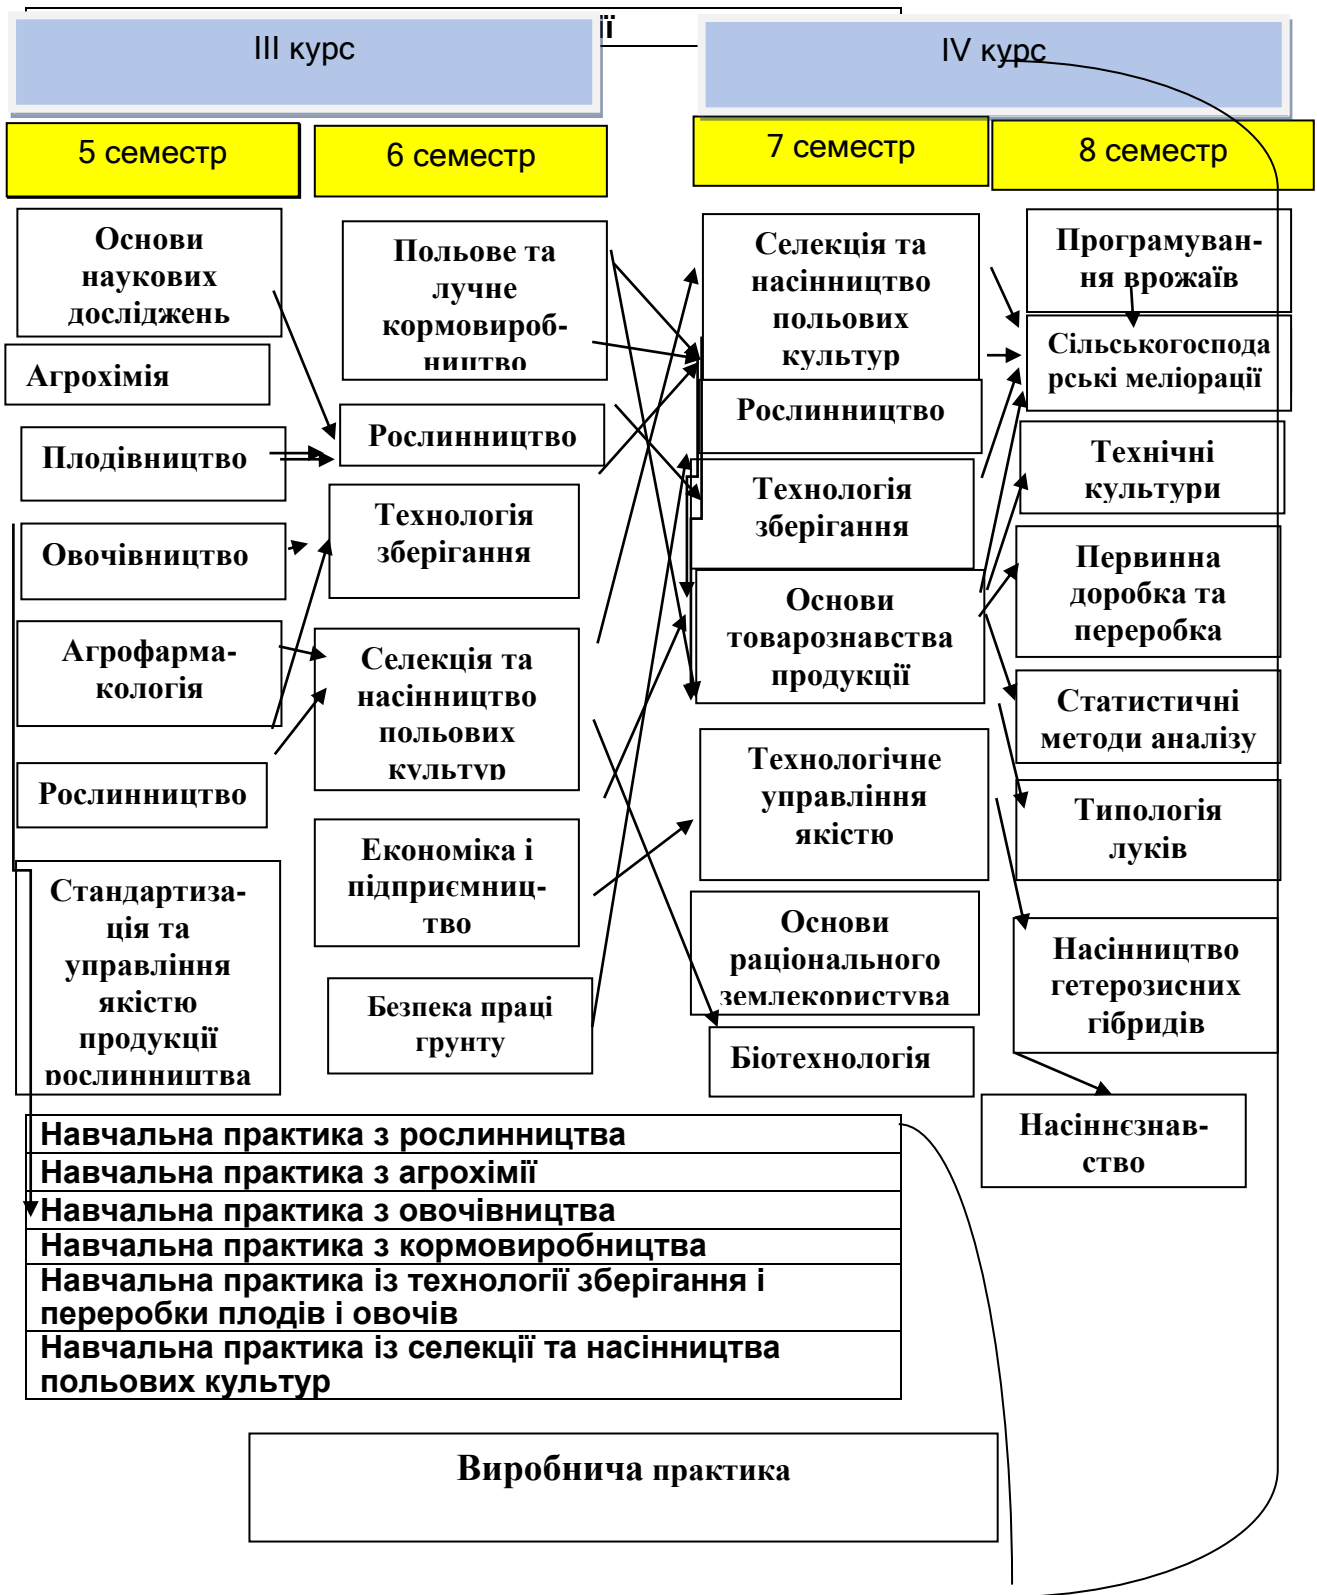 ії
III курс
IV курс
5 семестр
6 семестр
7 семестр
8 семестр
Основи
наукових
досліджень
Агрохімія
Плодівництво
Овочівництво
Агрофарма-
кологія
Рослинництво
Стандартиза-
ція та
управління
якістю
продукції
рослинництва
Польове та
лучне
кормовироб-
ництво
Рослинництво
Технологія
зберігання
Селекція та
насінництво
польових
культур
Економіка і
підприємниц-
тво
Безпека праці
грунту
Селекція та
насінництво
польових
культур
Рослинництво
Технологія
зберігання
Основи
товарознавства
продукції
Технологічне
управління
якістю
Основи
раціонального
землекористува
Біотехнологія
Програмуван-
ня врожаїв
Сільськогоспода
рські меліорації
Технічні
культури
Первинна
доробка та
переробка
Статистичні
методи аналізу
Типологія
луків
Насінництво
гетерозисних
гібридів
Насіннєзнав-
ство
Навчальна практика з рослинництва
Навчальна практика з агрохімії
Навчальна практика з овочівництва
Навчальна практика з кормовиробництва
Навчальна практика із технології зберігання і
переробки плодів і овочів
Навчальна практика із селекції та насінництва
польових культур
Виробнича практика